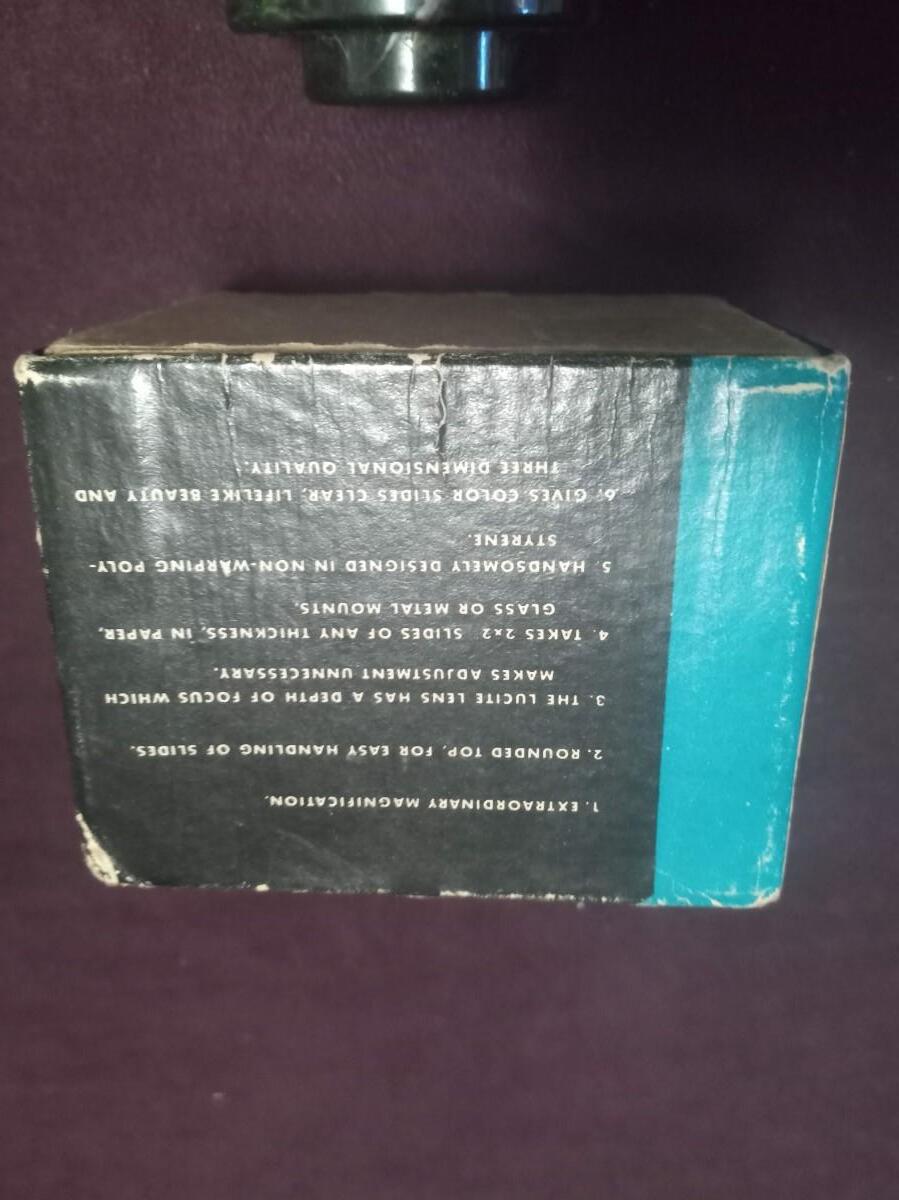 1. EXTRAORDINARY MAGNIFICATION.
2. ROUNDED TOP, FOR EASY HANDLING OF SLIDES.
3. THE LUCITE LENS HAS A DEPTH OF FOCUS WHICH
MAKES ADJUSTMENT UNNECESSARY.
4. TAKES 2x2 SLIDES OF ANY THICKNESS, IN PAPER,
GLASS OR METAL MOUNTS.
5. HANDSOMELY DESIGNED IN NON-WARPING POLY-
STYRENE.
6. GIVES COLOR SLIDES CLEAR, LIFELIKE BEAUTY AND
THREE DIMENSIONAL QUALITY.